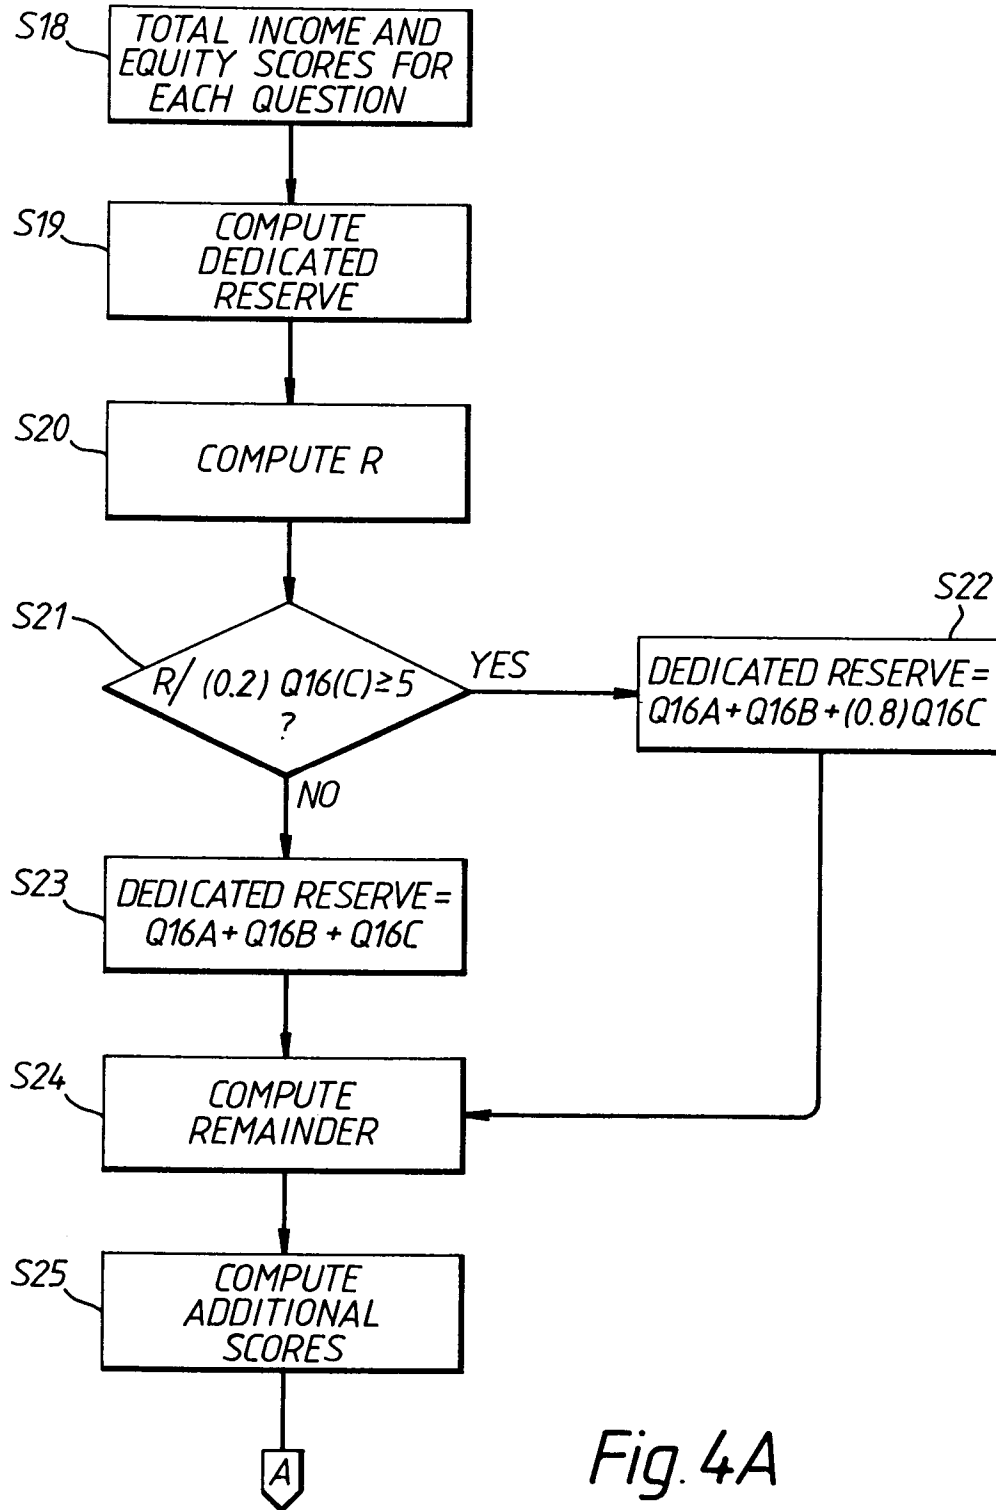 S18
TOTAL INCOME AND
EQUITY SCORES FOR
EACH QUESTION
S19
COMPUTE
DEDICATED
RESERVE
S20
COMPUTE R
S21
R/(0.2) Q16(C)≥5
?
YES
S22
DEDICATED RESERVE=
Q16A+Q16B+(0.8)Q16C
NO
S23
DEDICATED RESERVE=
Q16A+Q16B+Q16C
S24
COMPUTE
REMAINDER
S25
COMPUTE
ADDITIONAL
SCORES
A
Fig. 4A